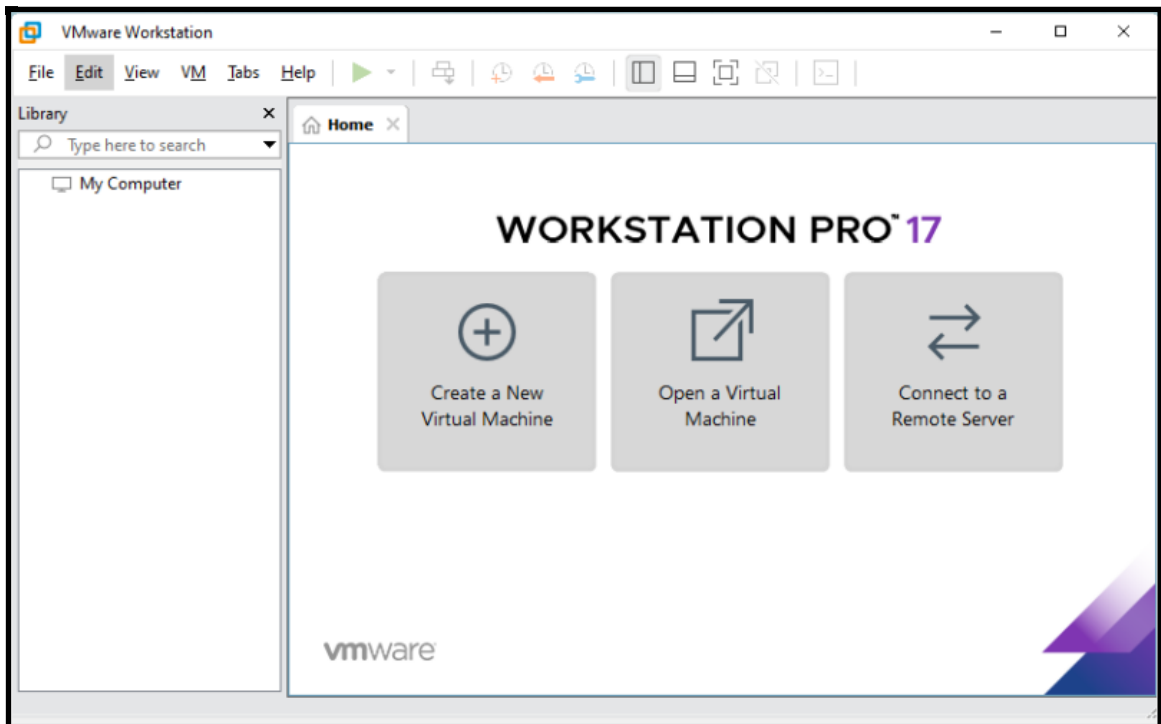 VMware Workstation
File Edit View VM Tabs Help
Library
Home
Type here to search
My Computer
WORKSTATION PRO™ 17
Create a New
Virtual Machine
Open a Virtual
Machine
Connect to a
Remote Server
vmware